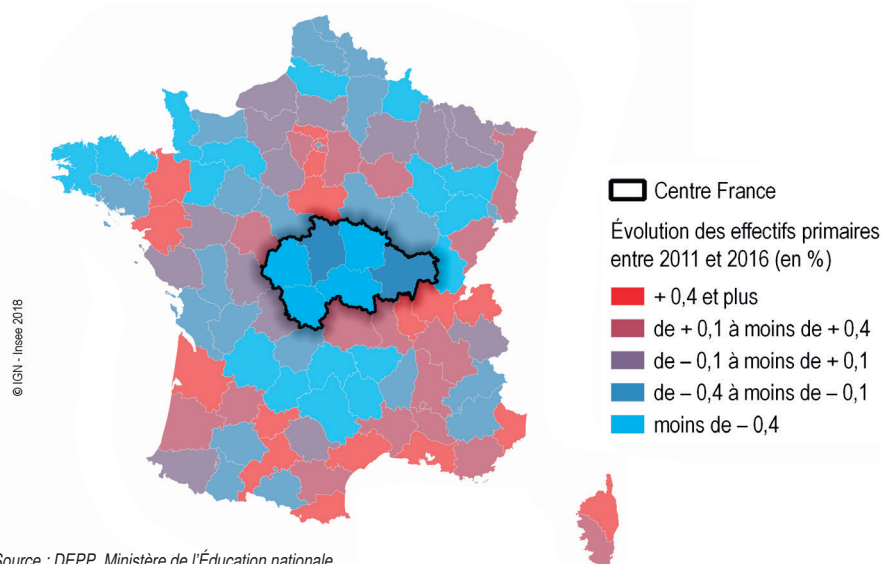 © IGN - Insee 2018
Centre France
Évolution des effectifs primaires
entre 2011 et 2016 (en %)
+ 0,4 et plus
de + 0,1 à moins de + 0,4
de – 0,1 à moins de + 0,1
de – 0,4 à moins de – 0,1
moins de – 0,4
Source : DEPP, Ministère de l'Éducation nationale